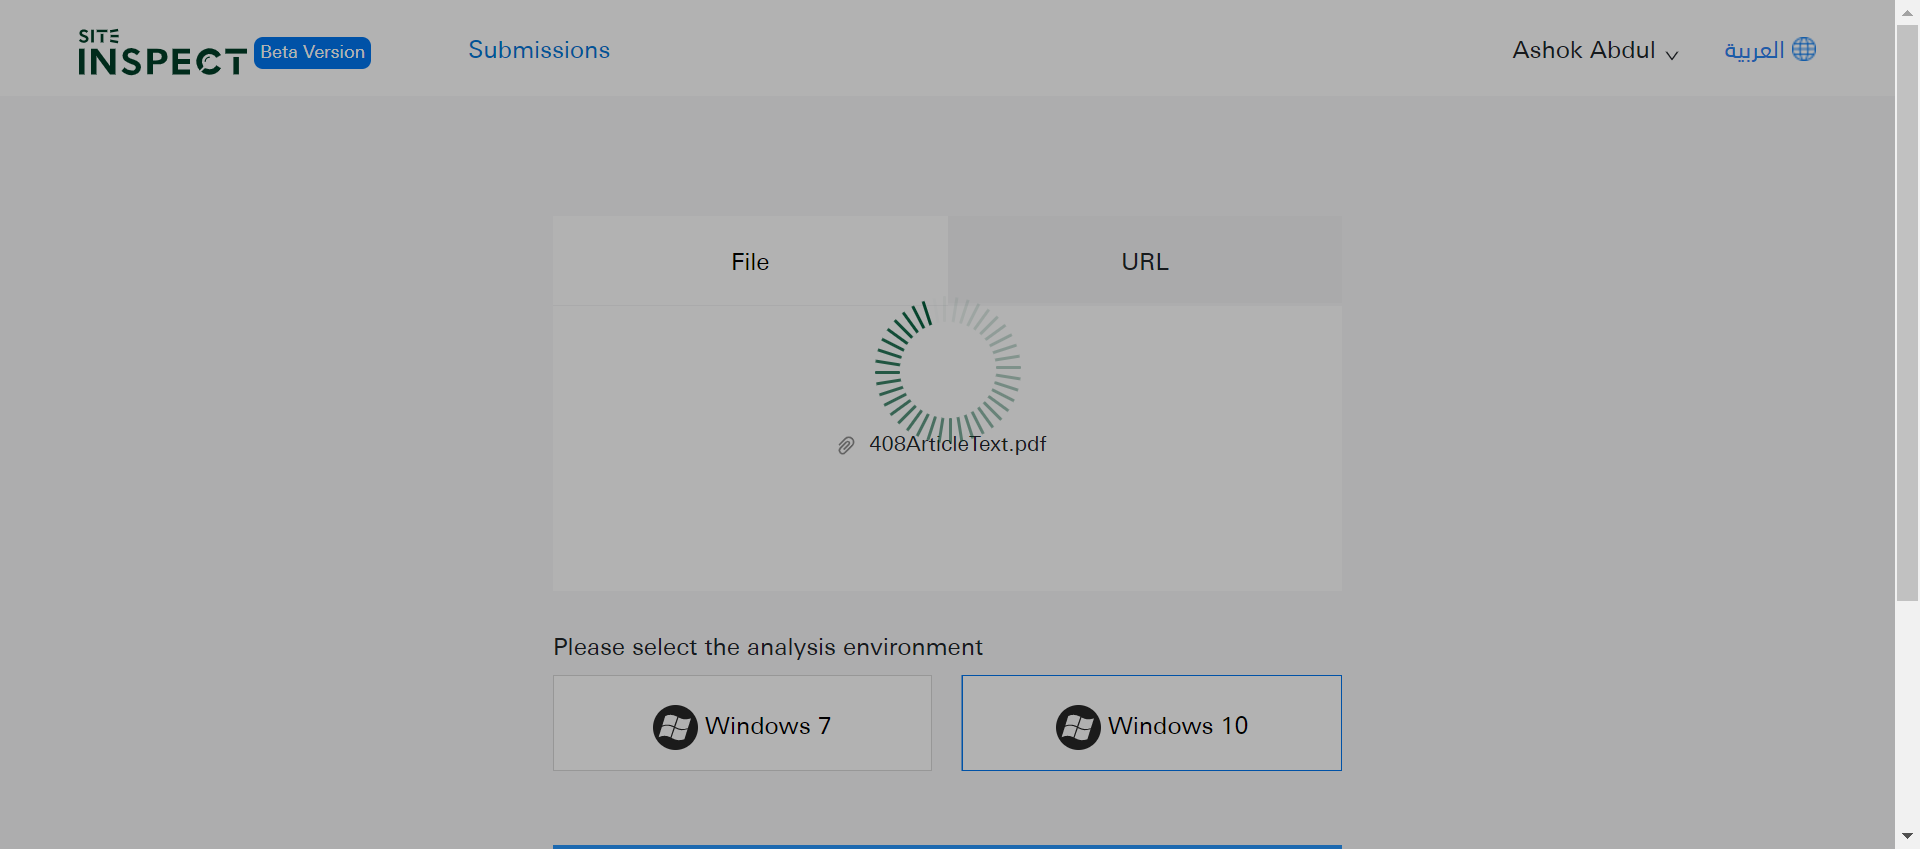 SITE
INSPECT
Beta Version
Submissions
Ashok Abdul
العربية
File
URL
408ArticleText.pdf
Please select the analysis environment
Windows 7
Windows 10